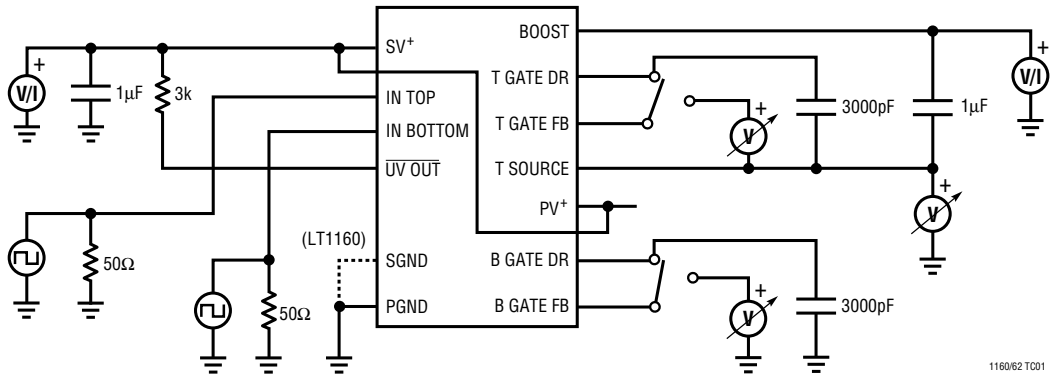 BOOST
SV+
+
+
T GATE DR
V/I
1µF
3k
V/I
IN TOP
3000pF
1µF
T GATE FB
+
IN BOTTOM
V
UV OUT
T SOURCE
+
PV+
V
(LT1160)
50Ω
SGND
B GATE DR
+
PGND
B GATE FB
3000pF
50Ω
V
1160/62 TC01